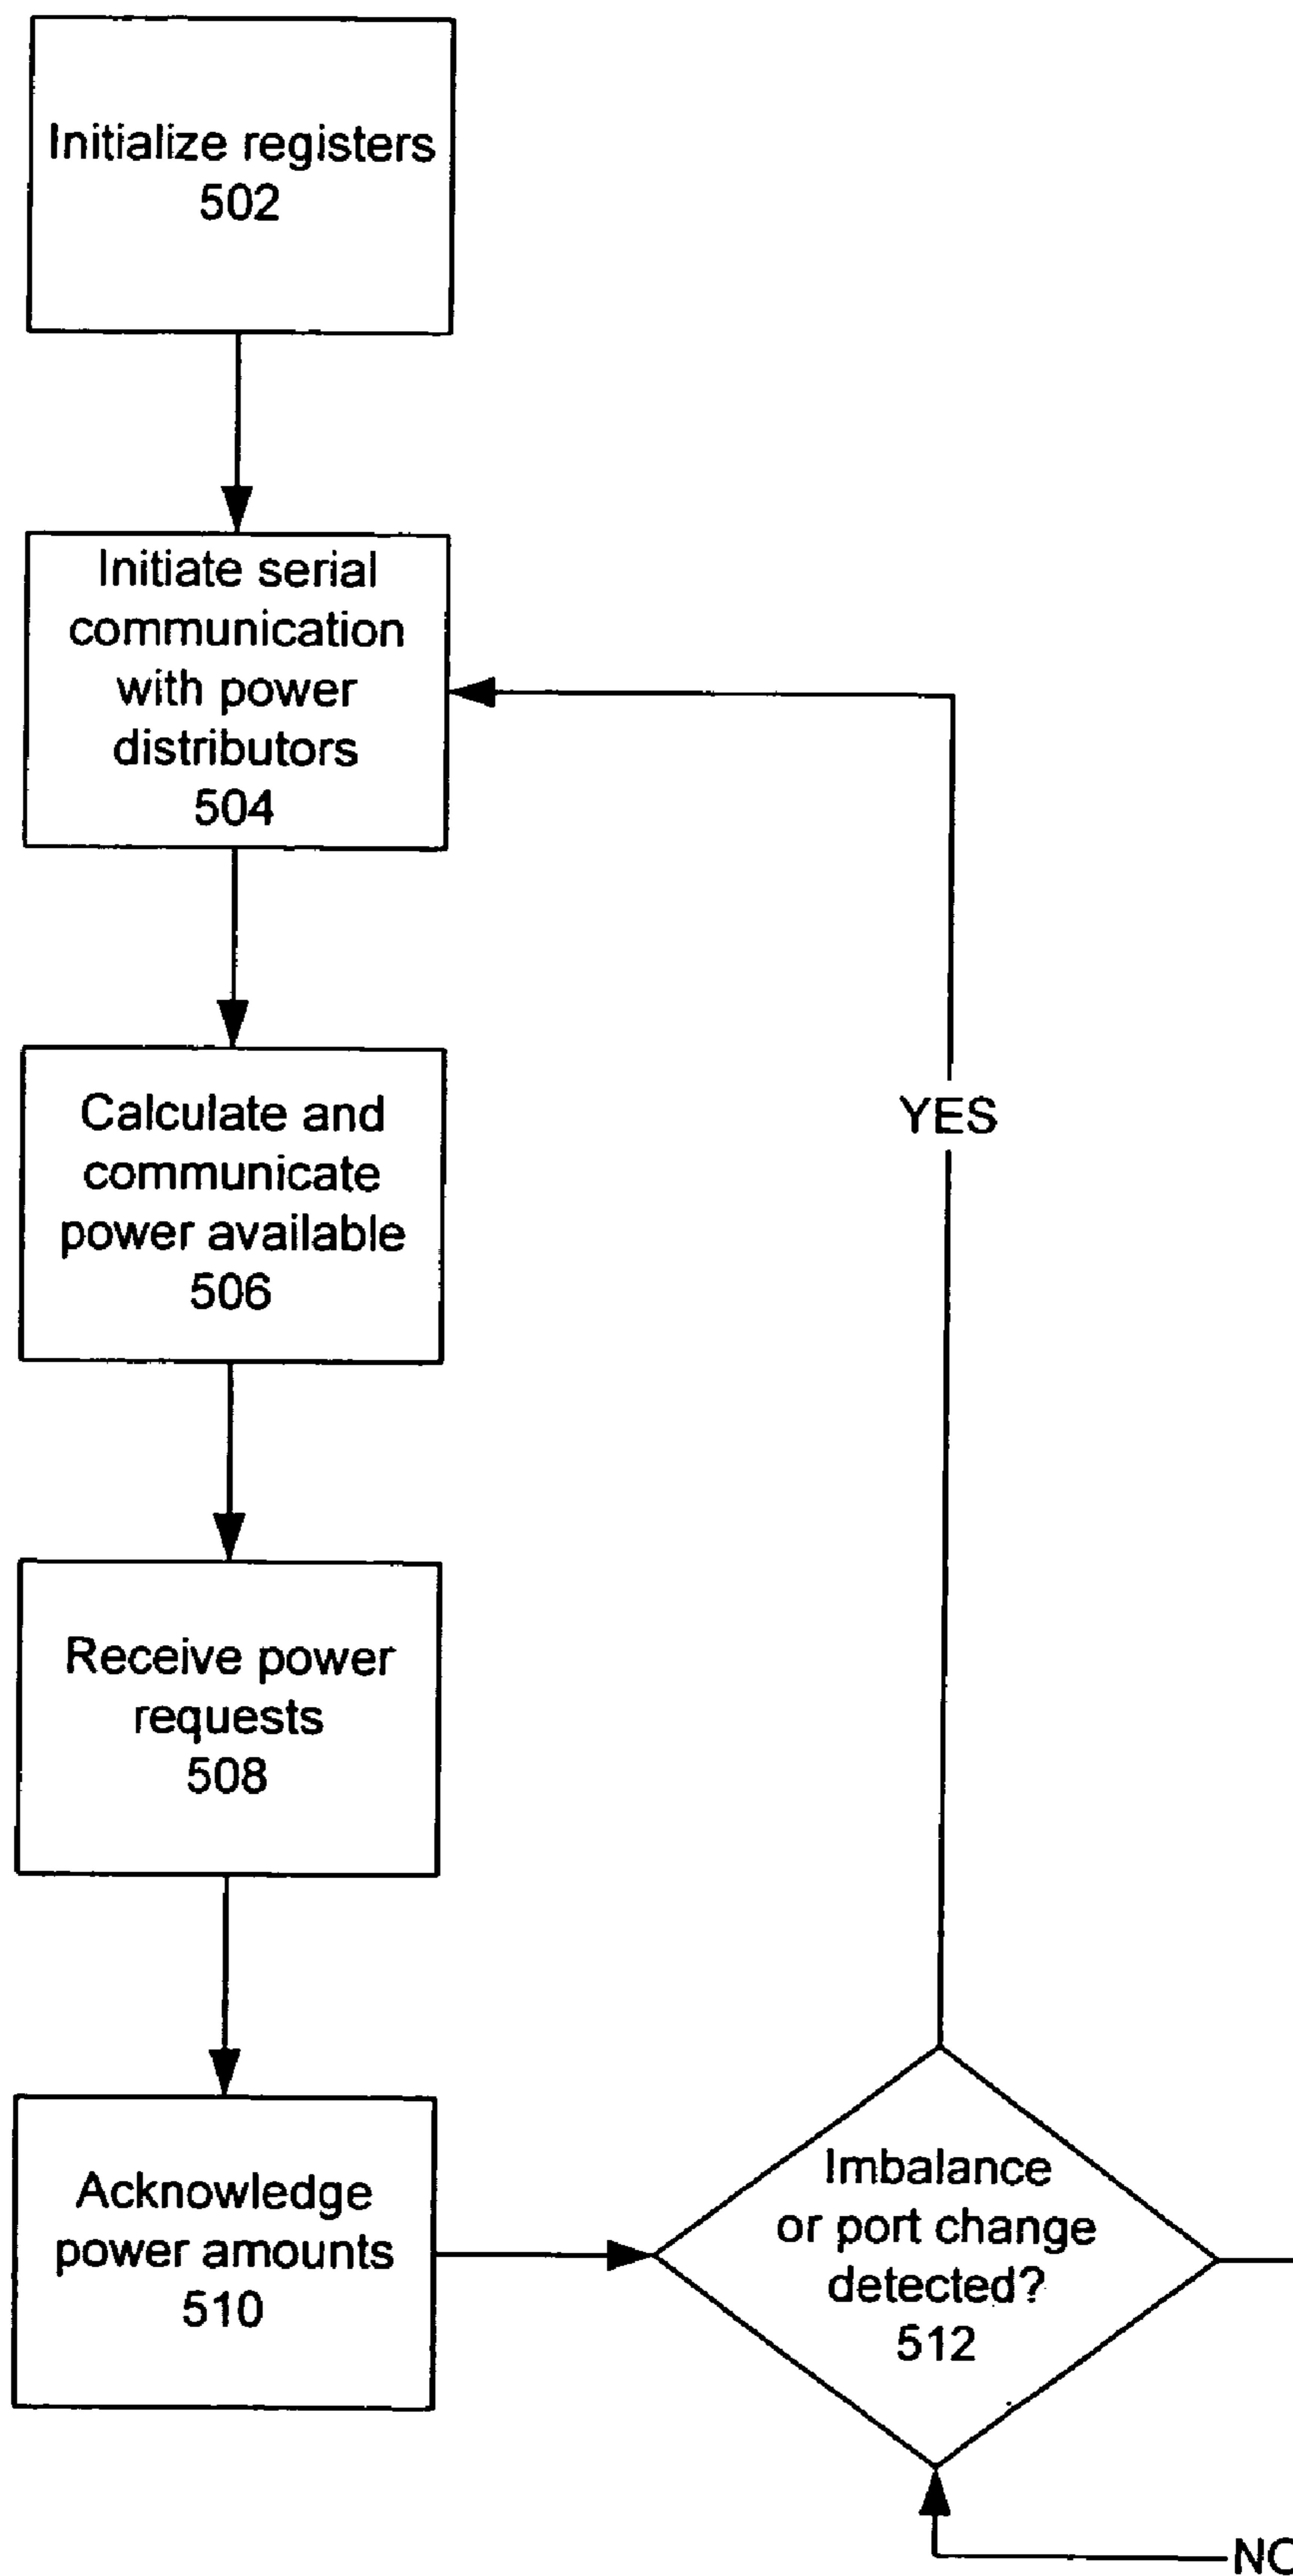 Initialize registers
502
Initiate serial
communication
with power
distributors
504
Calculate and
communicate
power available
506
YES
Receive power
requests
508
Acknowledge
power amounts
510
Imbalance
or port change
detected?
512
NO